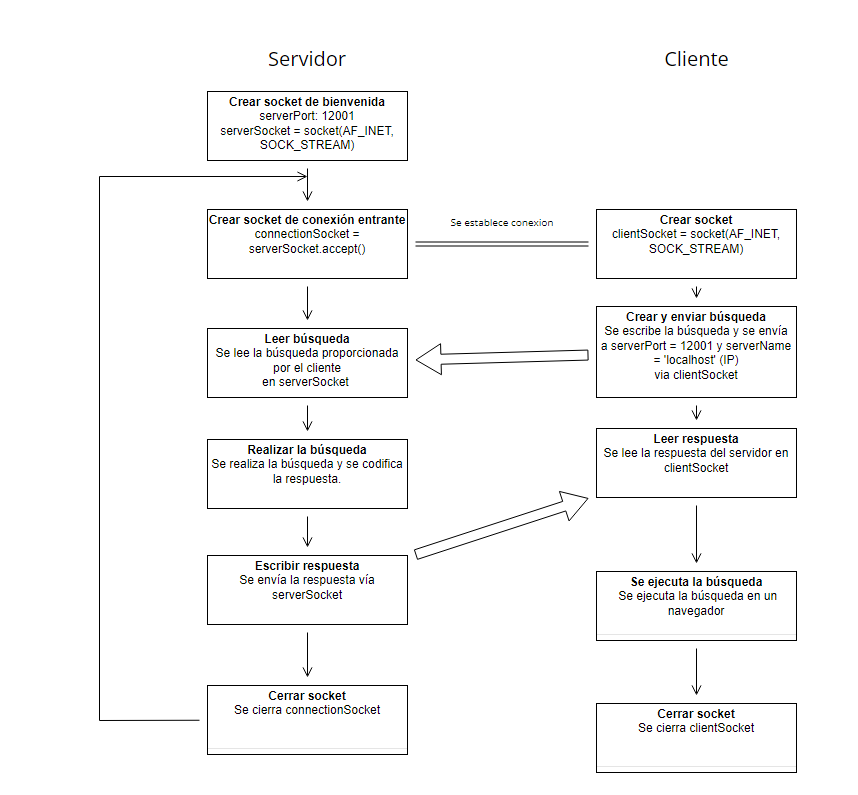 Servidor
Crear socket de bienvenida
serverPort: 12001
serverSocket = socket(AF_INET,
SOCK_STREAM)
Crear socket de conexión entrante
connectionSocket =
serverSocket.accept()
Leer búsqueda
Se lee la búsqueda proporcionada
por el cliente
en serverSocket
Realizar la búsqueda
Se realiza la búsqueda y se codifica
la respuesta.
Escribir respuesta
Se envía la respuesta vía
serverSocket
Cerrar socket
Se cierra connectionSocket
Se establece conexion
Cliente
Crear socket
clientSocket = socket(AF_INET,
SOCK_STREAM)
Crear y enviar búsqueda
Se escribe la búsqueda y se envía
a serverPort = 12001 y serverName
= 'localhost' (IP)
via clientSocket
Leer respuesta
Se lee la respuesta del servidor en
clientSocket
Se ejecuta la búsqueda
Se ejecuta la búsqueda en un
navegador
Cerrar socket
Se cierra clientSocket